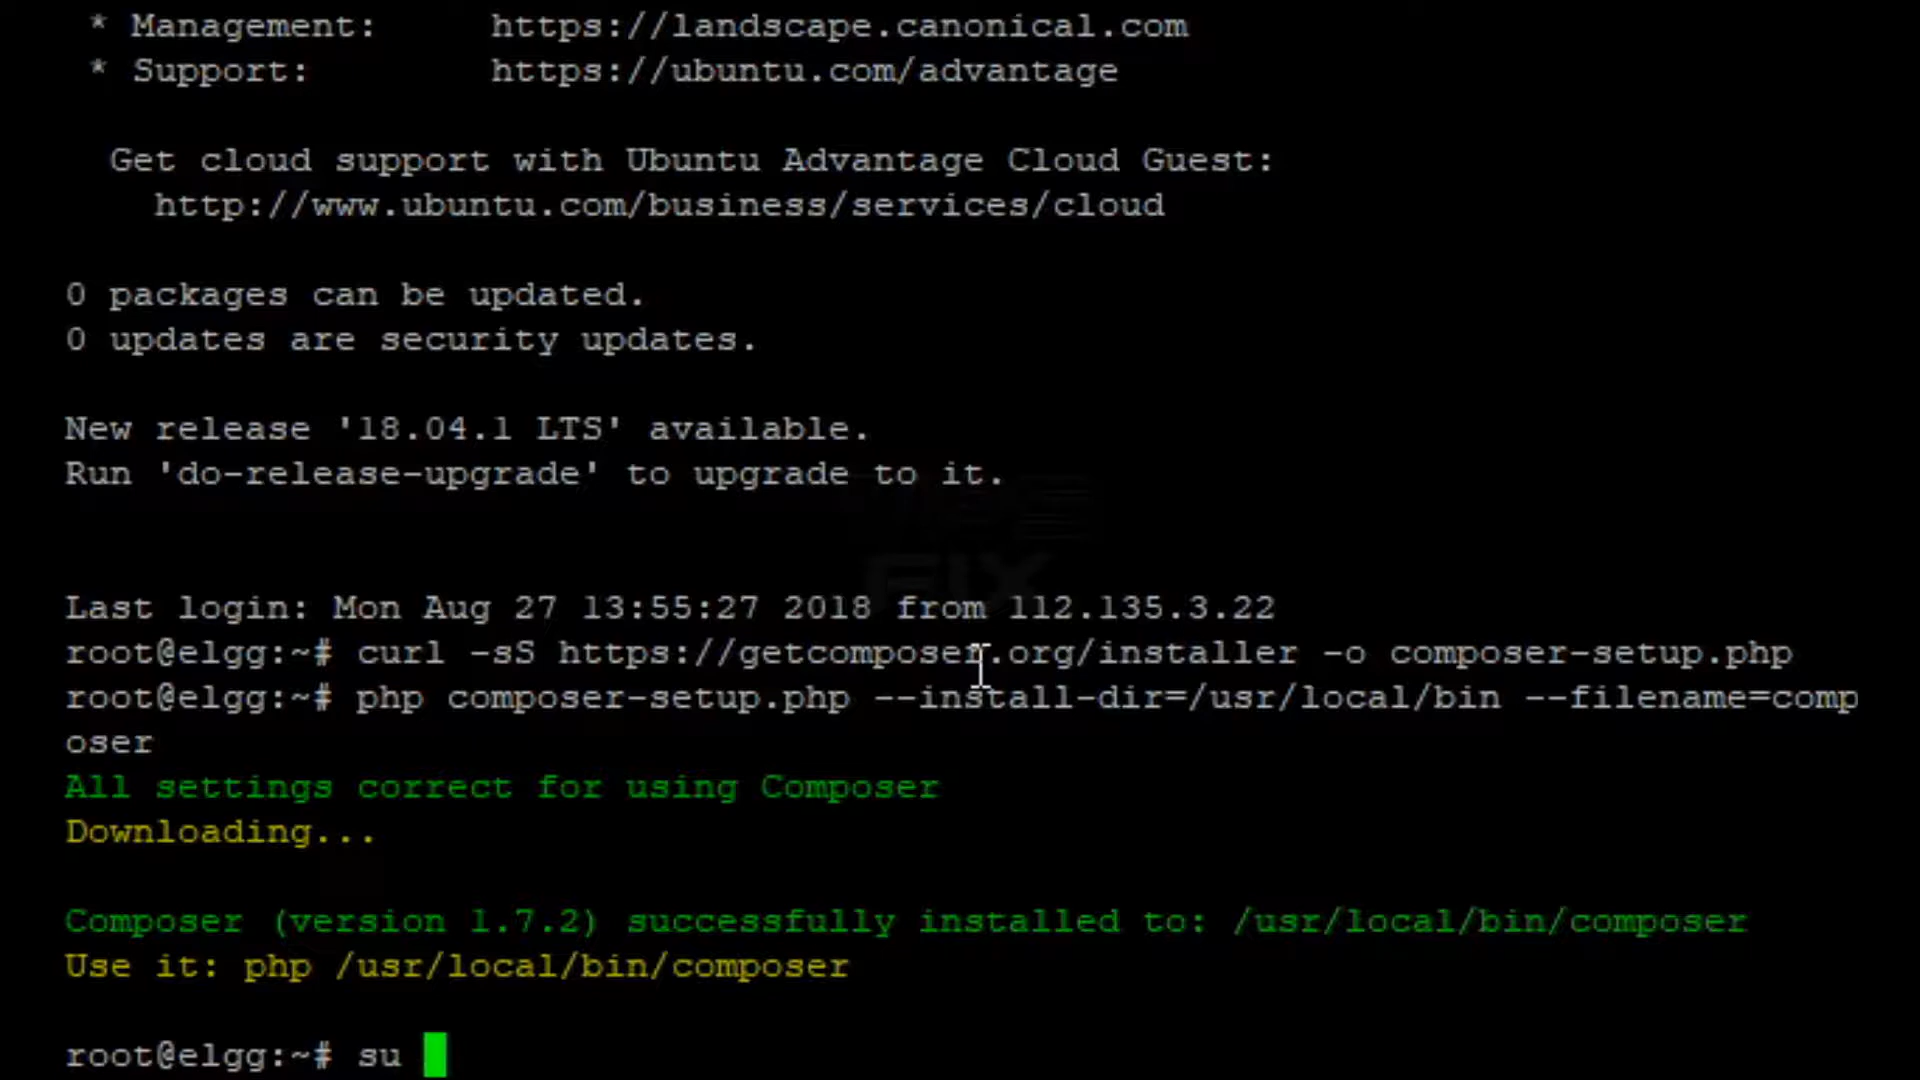 * Management: https://landscape.canonical.com
* Support: https://ubuntu.com/advantage
Get cloud support with Ubuntu Advantage Cloud Guest:
http://www.ubuntu.com/business/services/cloud
0 packages can be updated.
0 updates are security updates.
New release '18.04.1 LTS' available.
Run 'do-release-upgrade' to upgrade to it.
FIX
Last login: Mon Aug 27 13:55:27 2018 from 112.135.3.22
root@elgg:~# curl -sS https://getcomposer.org/installer -o composer-setup.php
root@elgg:~# php composer-setup.php --install-dir=/usr/local/bin --filename=comp
oser
All settings correct for using Composer
Downloading...
Composer (version 1.7.2) successfully installed to: /usr/local/bin/composer
Use it: php /usr/local/bin/composer
root@elgg:~# su